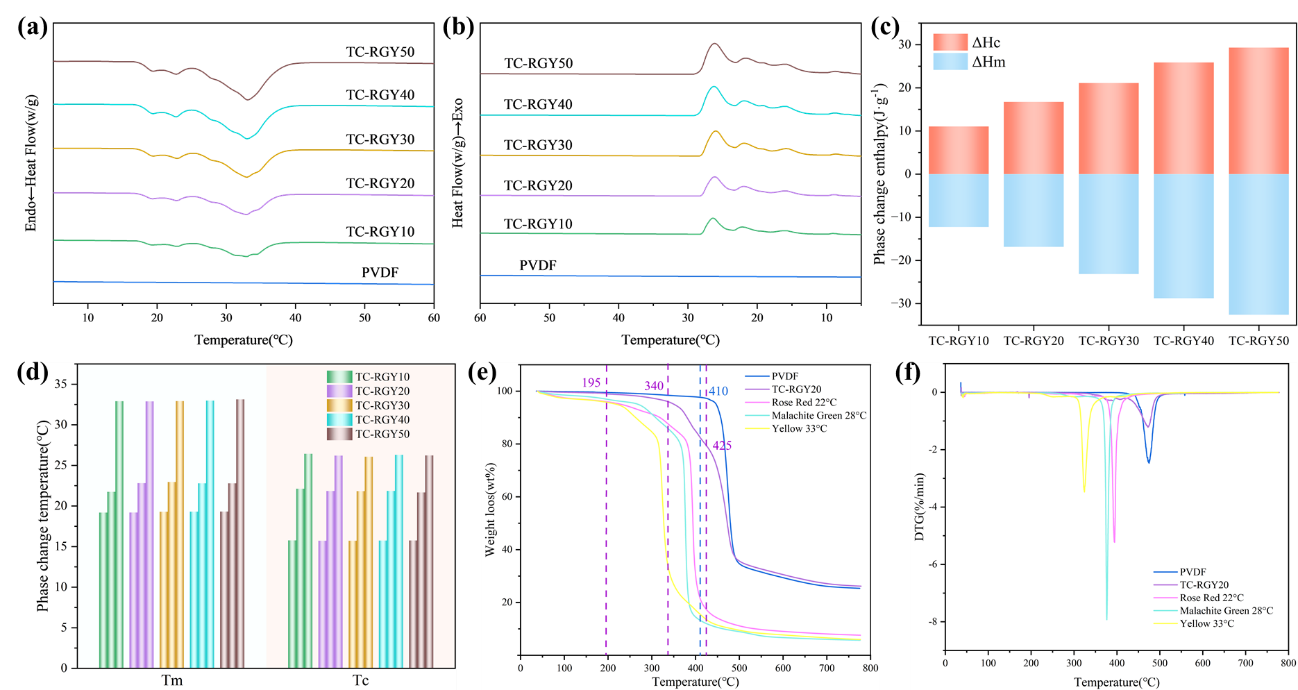 (a)
TC-RGY50
TC-RGY40
TC-RGY30
TC-RGY20
TC-RGY10
PVDF
Endo←Heat Flow(w/g)
10 20 30 40 50 60
Temperature(℃)
(b)
TC-RGY50
TC-RGY40
TC-RGY30
TC-RGY20
TC-RGY10
PVDF
Heat Flow(w/g)→Exo
60 50 40 30 20 10
Temperature(℃)
(c)
ΔHc
ΔHm
Phase change enthalpy(J·g⁻¹)
30
20
10
0
−10
−20
−30
TC-RGY10 TC-RGY20 TC-RGY30 TC-RGY40 TC-RGY50
(d)
TC-RGY10
TC-RGY20
TC-RGY30
TC-RGY40
TC-RGY50
Phase change temperature(℃)
35
30
25
20
15
10
5
0
Tm Tc
(e)
195 340 410
425
PVDF
TC-RGY20
Rose Red 22°C
Malachite Green 28°C
Yellow 33°C
Weight loos(wt%)
100
80
60
40
20
0 100 200 300 400 500 600 700 800
Temperature(℃)
(f)
PVDF
TC-RGY20
Rose Red 22°C
Malachite Green 28°C
Yellow 33°C
DTG(%/min)
0
-2
-4
-6
-8
0 100 200 300 400 500 600 700 800
Temperature(℃)